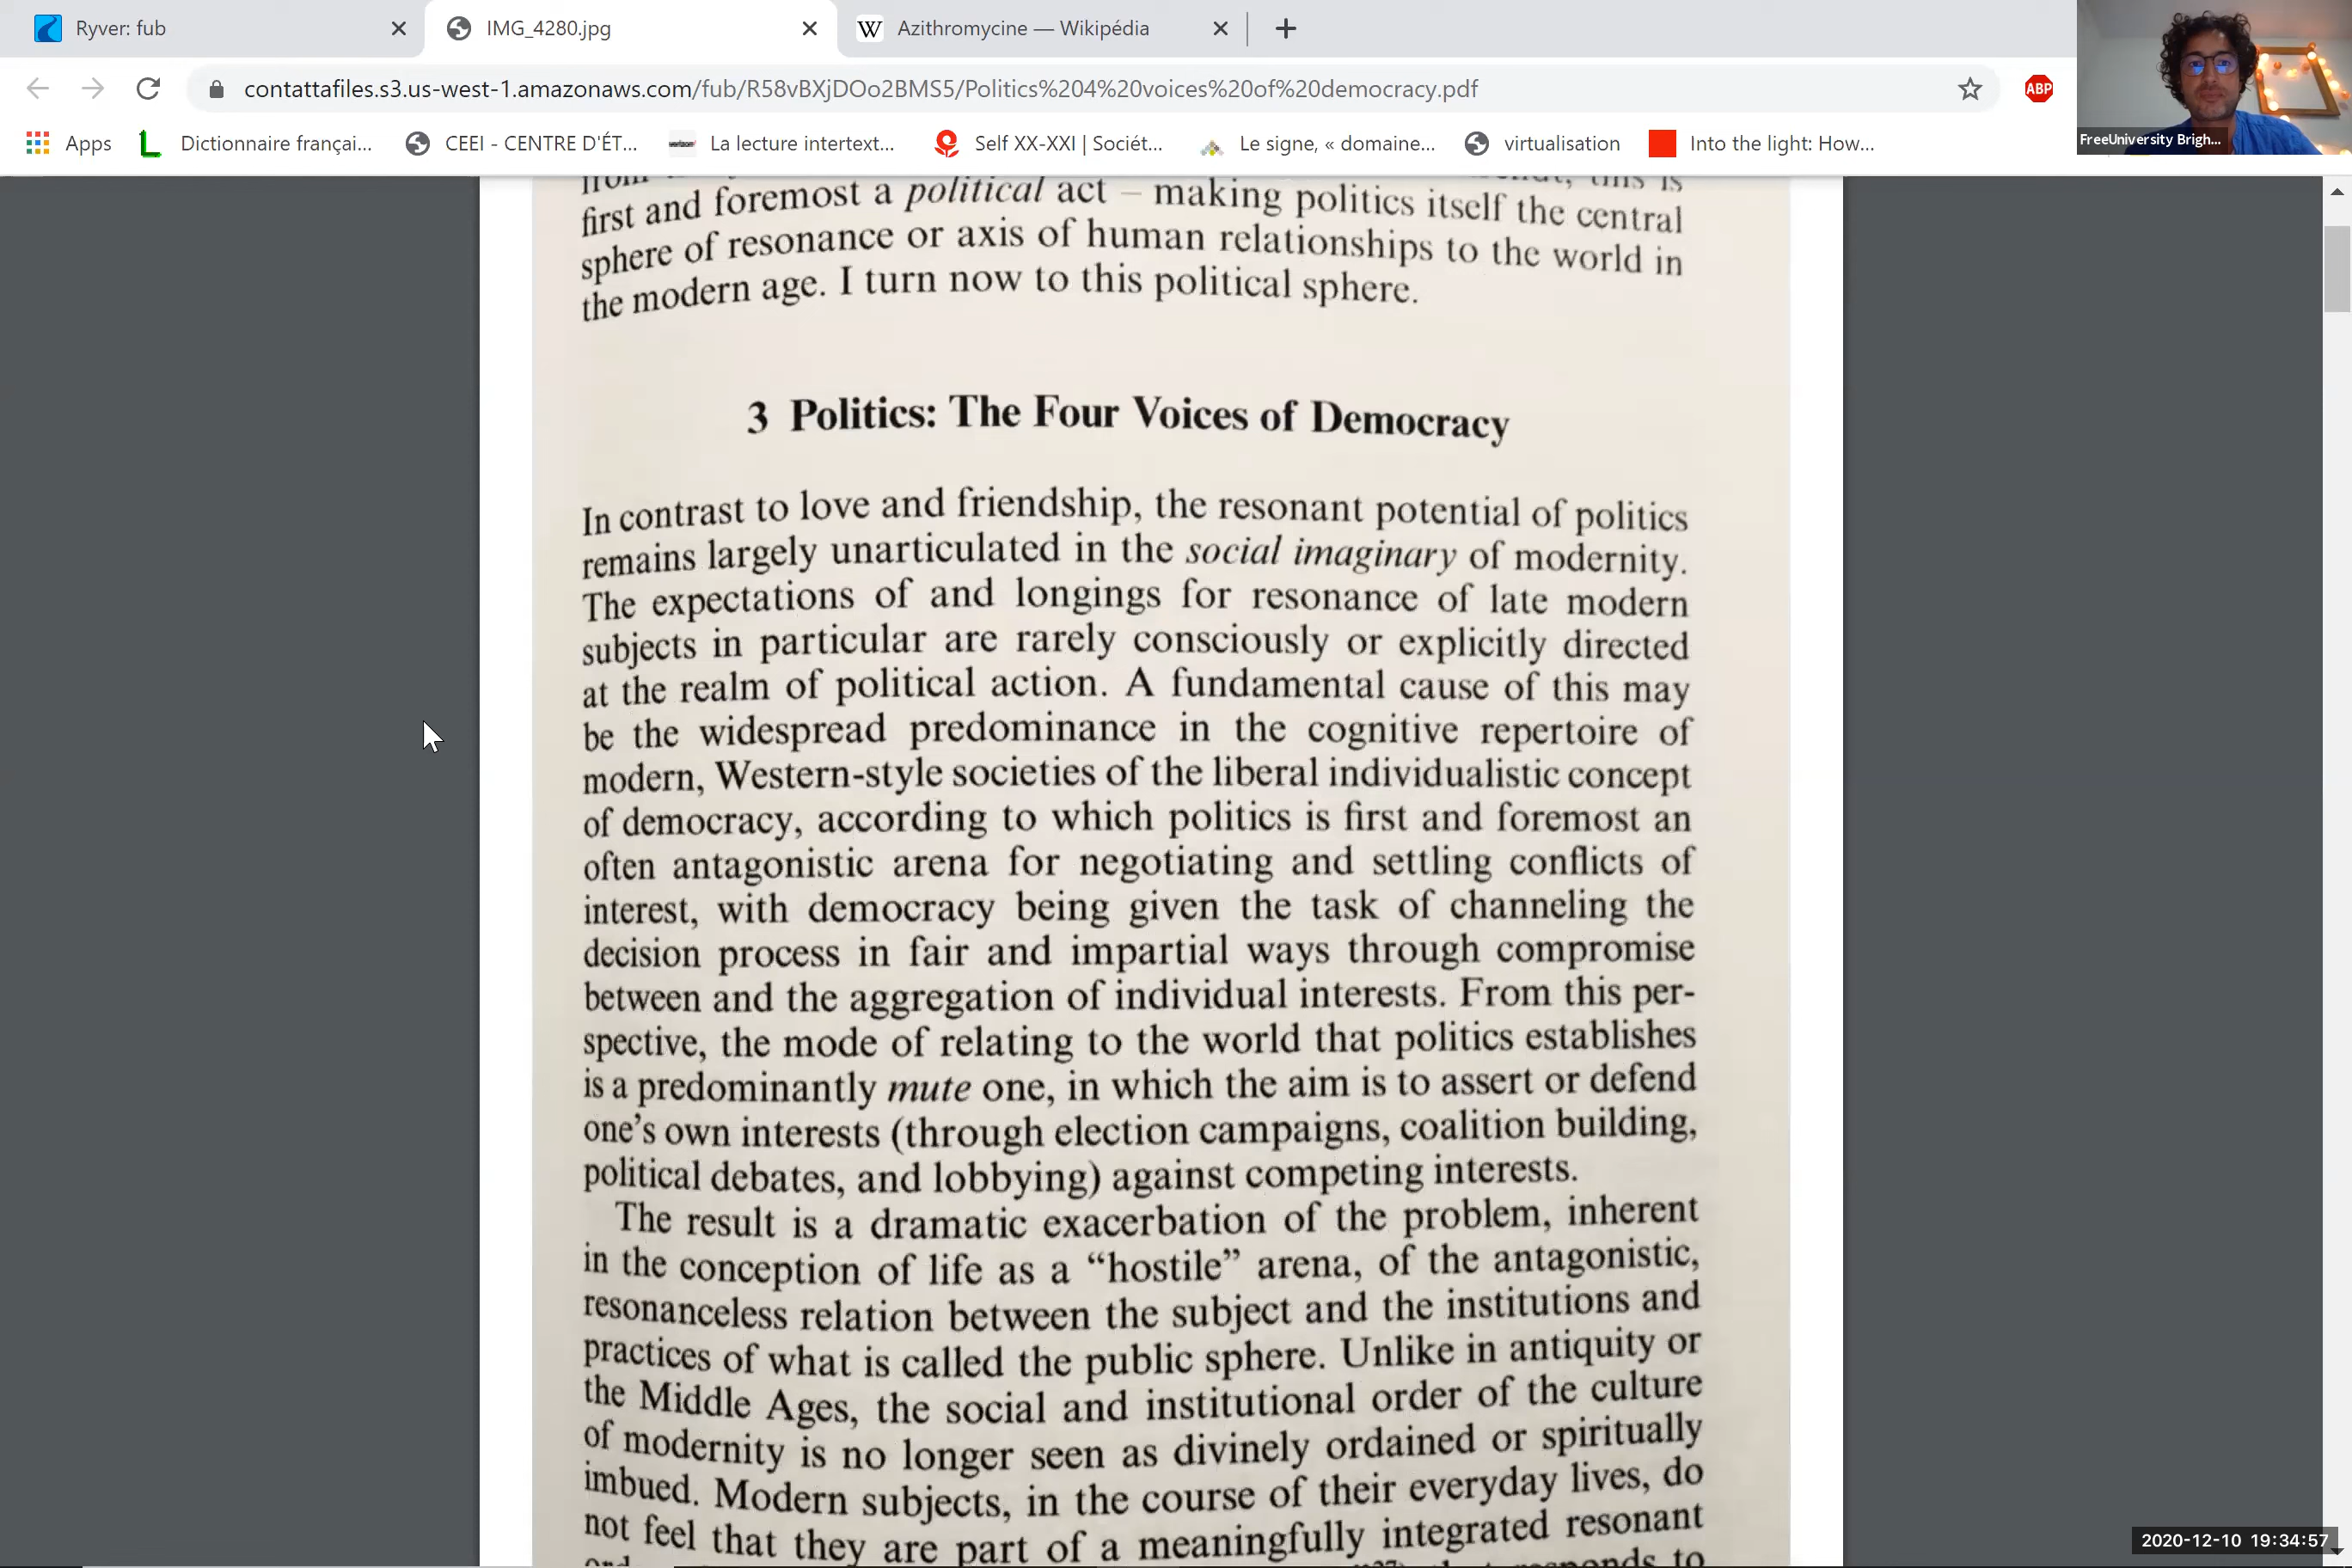 Ryver: fub
IMG_4280.jpg
W Azithromycine — Wikipédia
contattafiles.s3.us-west-1.amazonaws.com/fub/R58vBXjDOo2BMS5/Politics%204%20voices%20of%20democracy.pdf
ABP
FreeUniversity Brigh...
Apps
L Dictionnaire françai...
CEEI - CENTRE D'ÉT...
verizon La lecture intertext...
Self XX-XXI | Sociét...
Le signe, « domaine...
virtualisation
Into the light: How...
this is
first and foremost a political act – making politics itself the central
sphere of resonance or axis of human relationships to the world in
the modern age. I turn now to this political sphere.
3 Politics: The Four Voices of Democracy
In contrast to love and friendship, the resonant potential of politics
remains largely unarticulated in the social imaginary of modernity.
The expectations of and longings for resonance of late modern
subjects in particular are rarely consciously or explicitly directed
at the realm of political action. A fundamental cause of this may
be the widespread predominance in the cognitive repertoire of
modern, Western-style societies of the liberal individualistic concept
of democracy, according to which politics is first and foremost an
often antagonistic arena for negotiating and settling conflicts of
interest, with democracy being given the task of channeling the
decision process in fair and impartial ways through compromise
between and the aggregation of individual interests. From this per-
spective, the mode of relating to the world that politics establishes
is a predominantly mute one, in which the aim is to assert or defend
one's own interests (through election campaigns, coalition building,
political debates, and lobbying) against competing interests.
The result is a dramatic exacerbation of the problem, inherent
in the conception of life as a “hostile” arena, of the antagonistic,
resonanceless relation between the subject and the institutions and
practices of what is called the public sphere. Unlike in antiquity or
the Middle Ages, the social and institutional order of the culture
of modernity is no longer seen as divinely ordained or spiritually
imbued. Modern subjects, in the course of their everyday lives, do
not feel that they are part of a meaningfully integrated resonant
to
2020-12-10 19:34:57